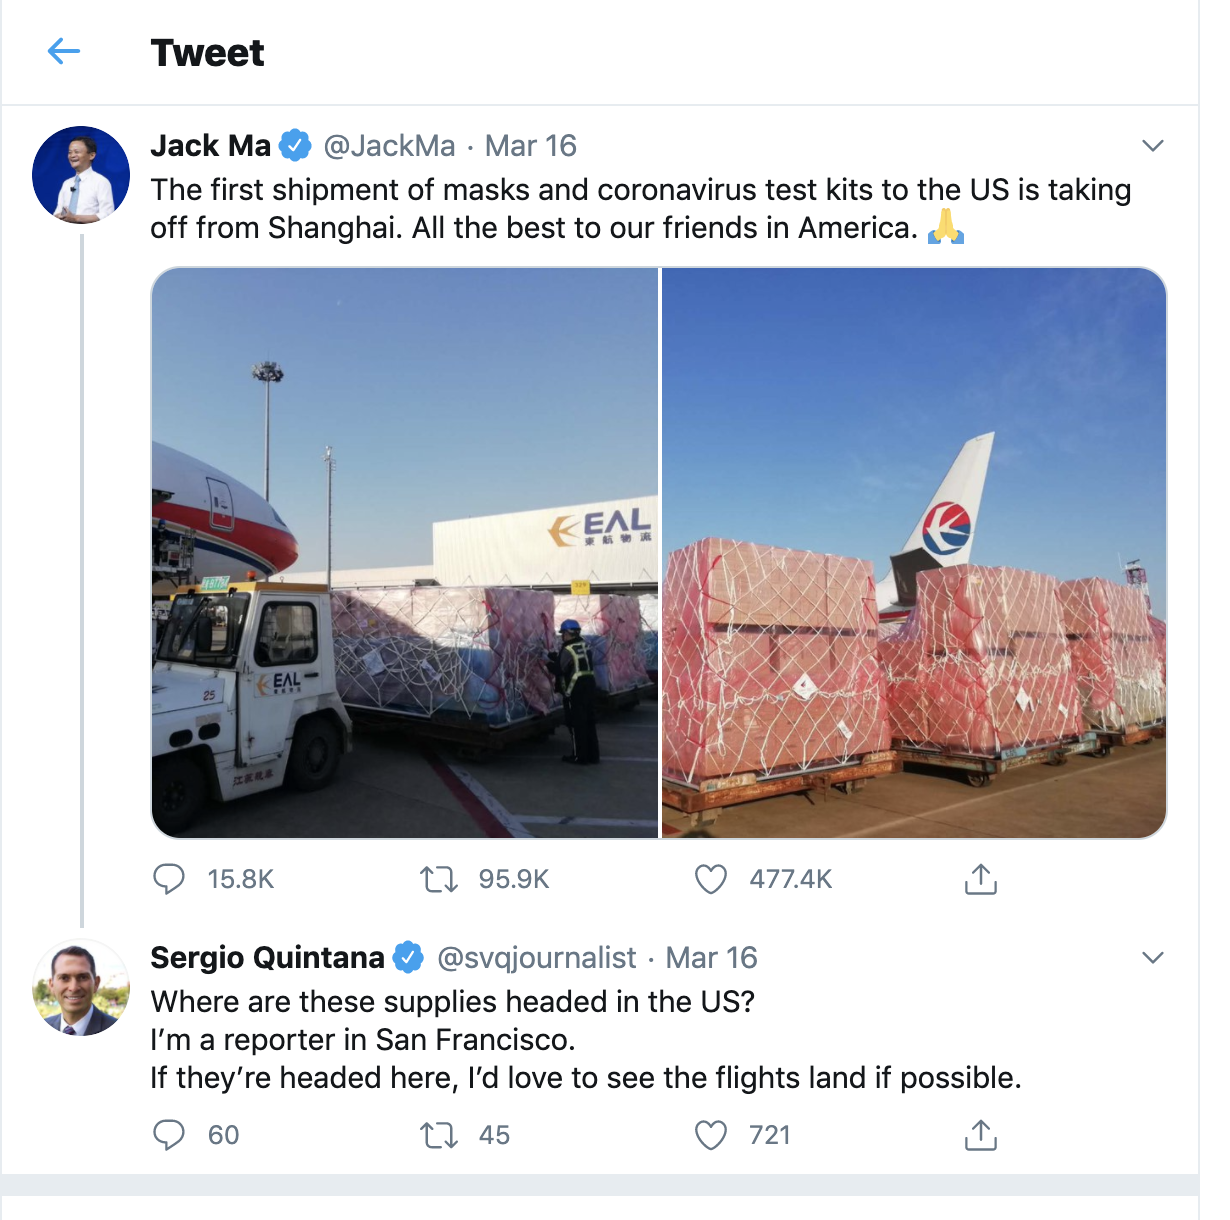 Tweet
Jack Ma @JackMa · Mar 16
The first shipment of masks and coronavirus test kits to the US is taking
off from Shanghai. All the best to our friends in America. 🙏
EAL
東航物流
EAL
25
15.8K 95.9K 477.4K
Sergio Quintana @svqjournalist · Mar 16
Where are these supplies headed in the US?
I’m a reporter in San Francisco.
If they’re headed here, I’d love to see the flights land if possible.
60 45 721